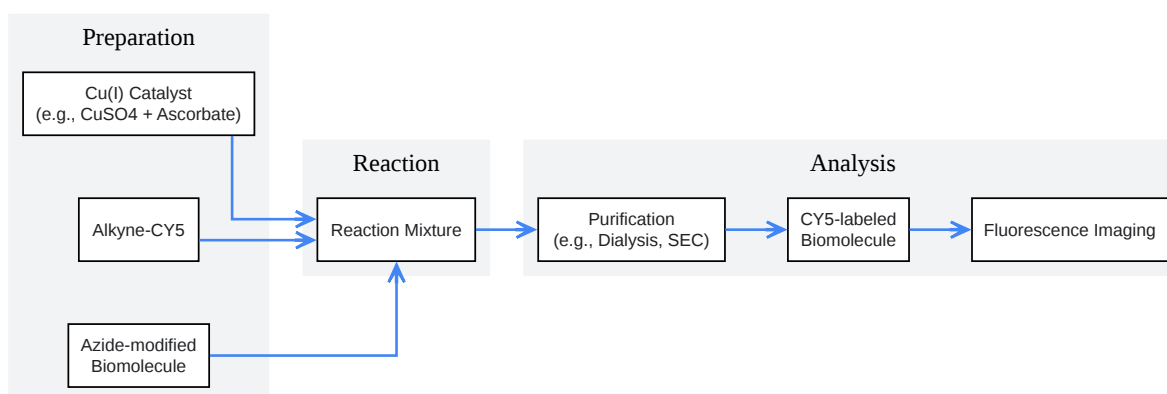 Preparation
Cu(I) Catalyst
(e.g., CuSO4 + Ascorbate)
Alkyne-CY5
Azide-modified
Biomolecule
Reaction
Reaction Mixture
Analysis
Purification
(e.g., Dialysis, SEC)
CY5-labeled
Biomolecule
Fluorescence Imaging